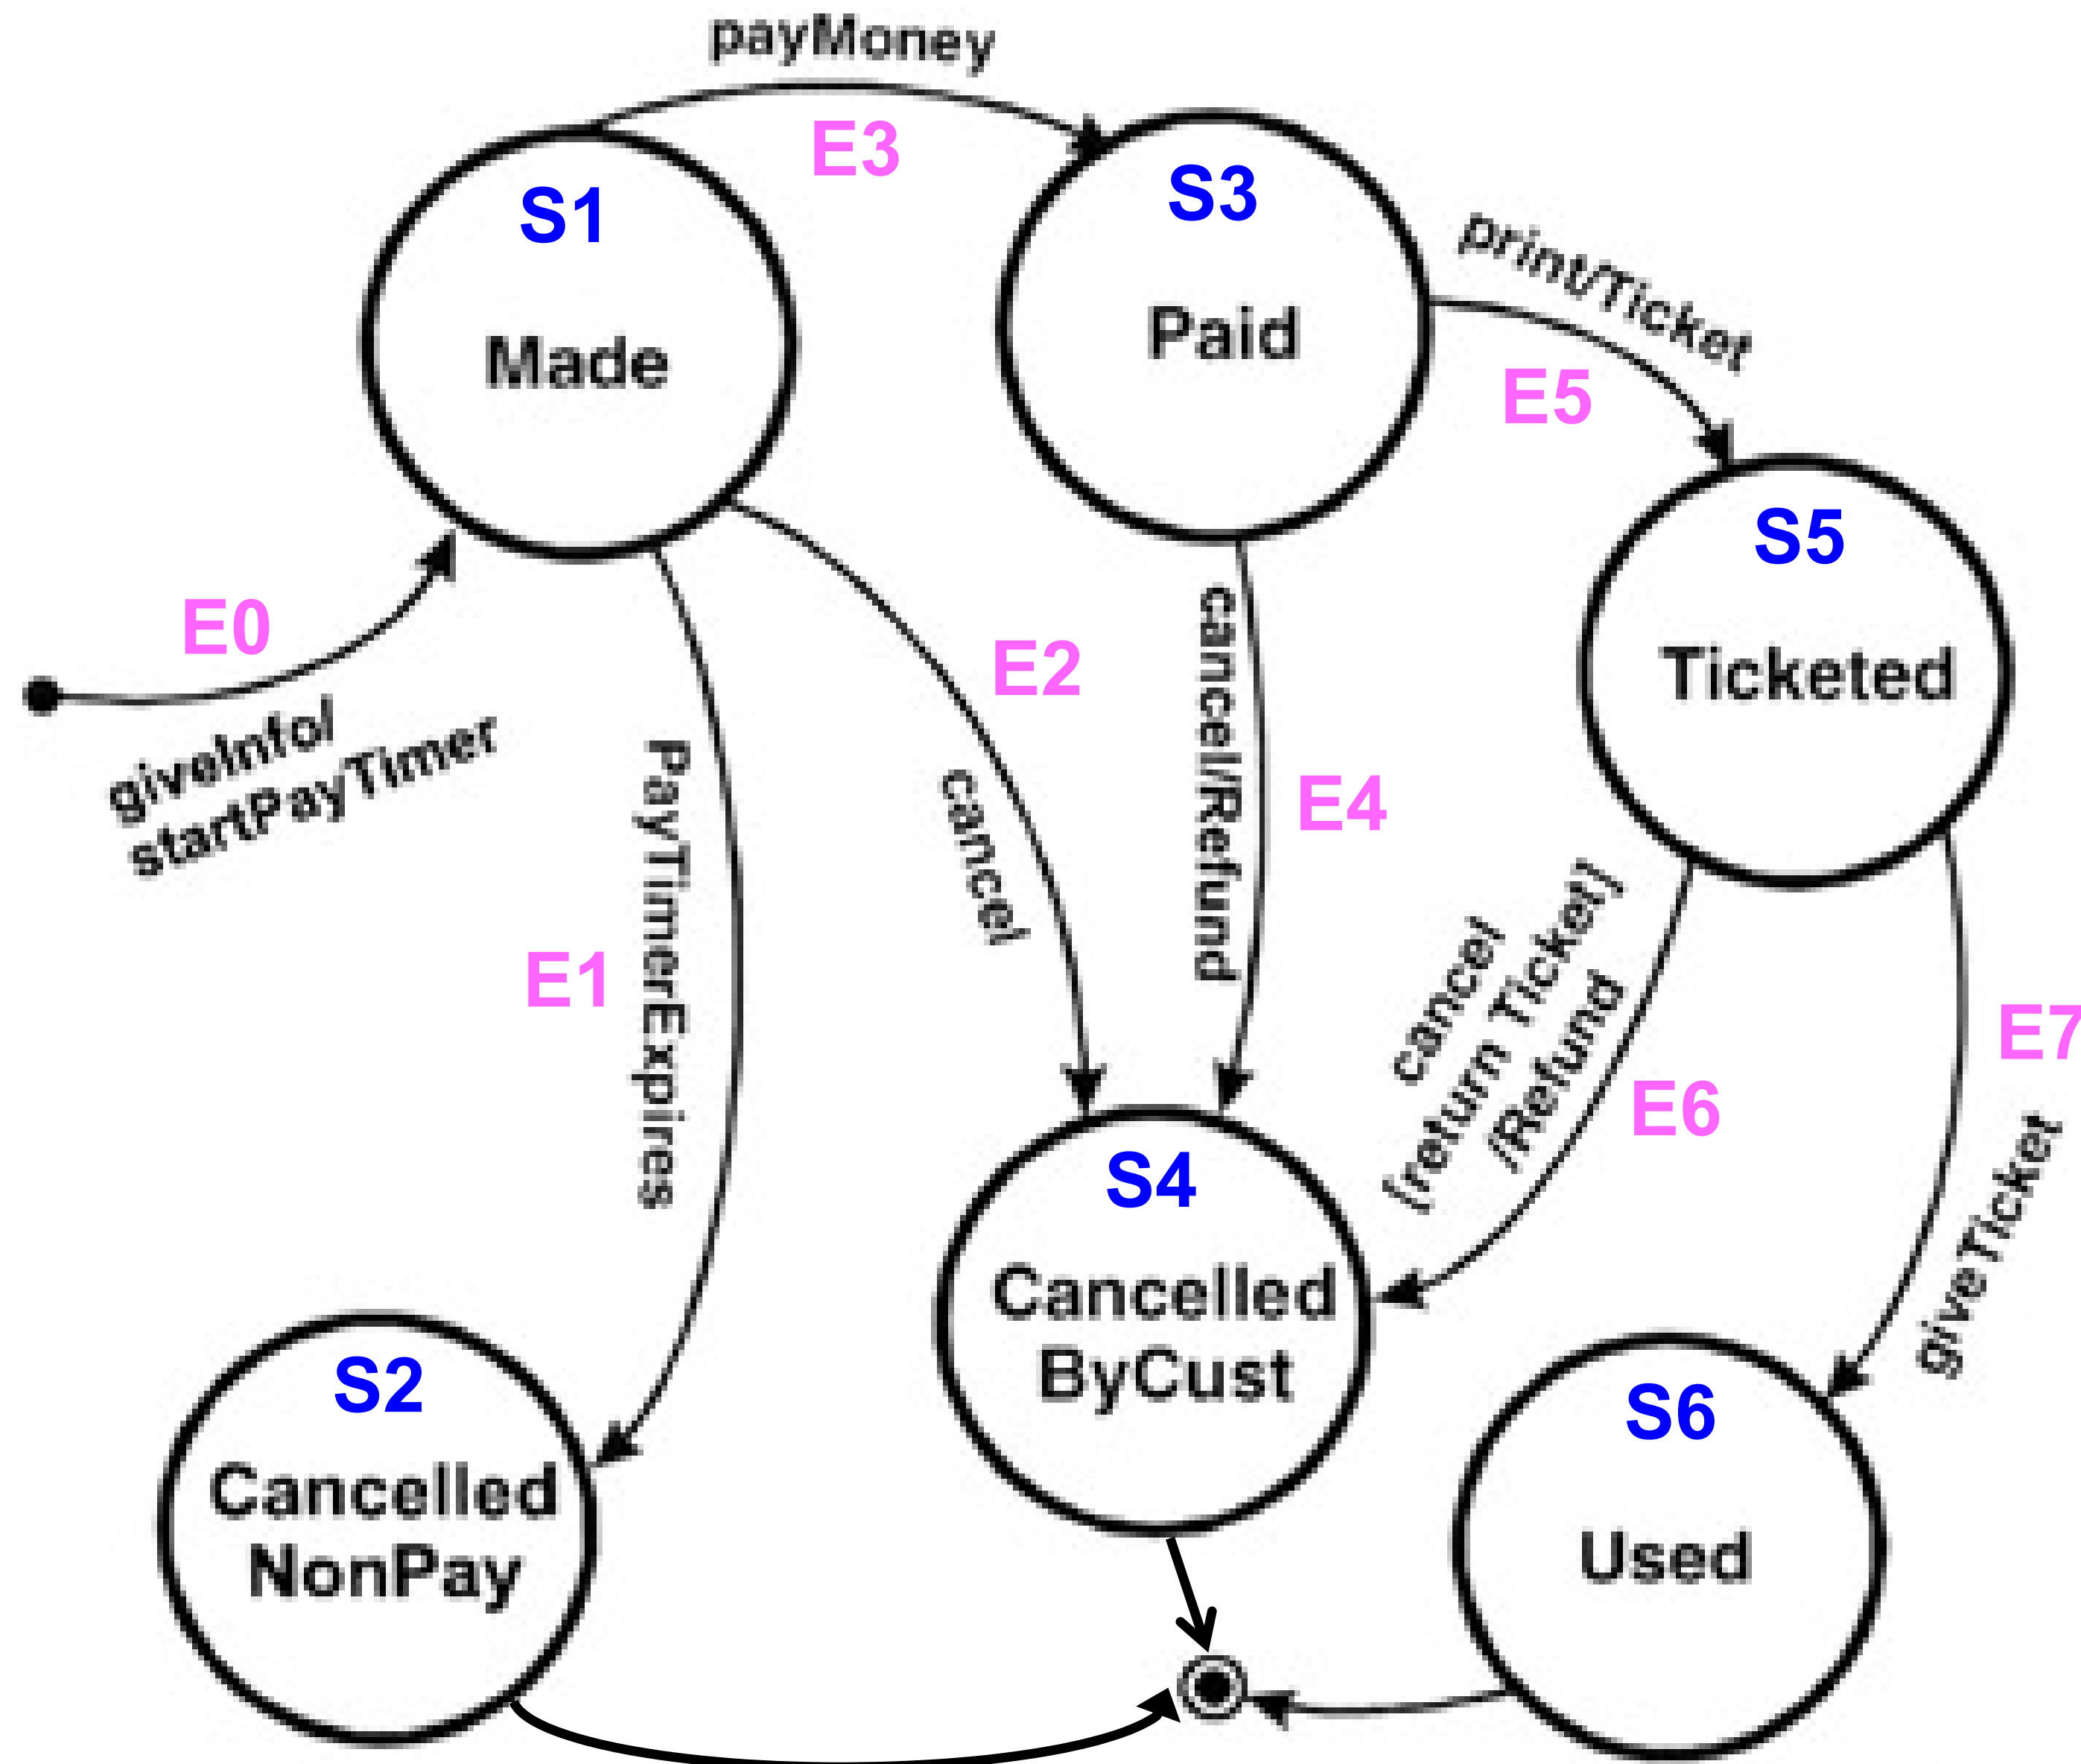 payMoney
E3
S1
Made
S3
Paid
print/Ticket
E5
S5
Ticketed
E0
giveInfo/
startPayTimer
E1
PayTimerExpires
E2
cancel
cancel/Refund
E4
cancel
[return Ticket]
/Refund
E6
E7
giveTicket
S2
Cancelled
NonPay
S4
Cancelled
ByCust
S6
Used